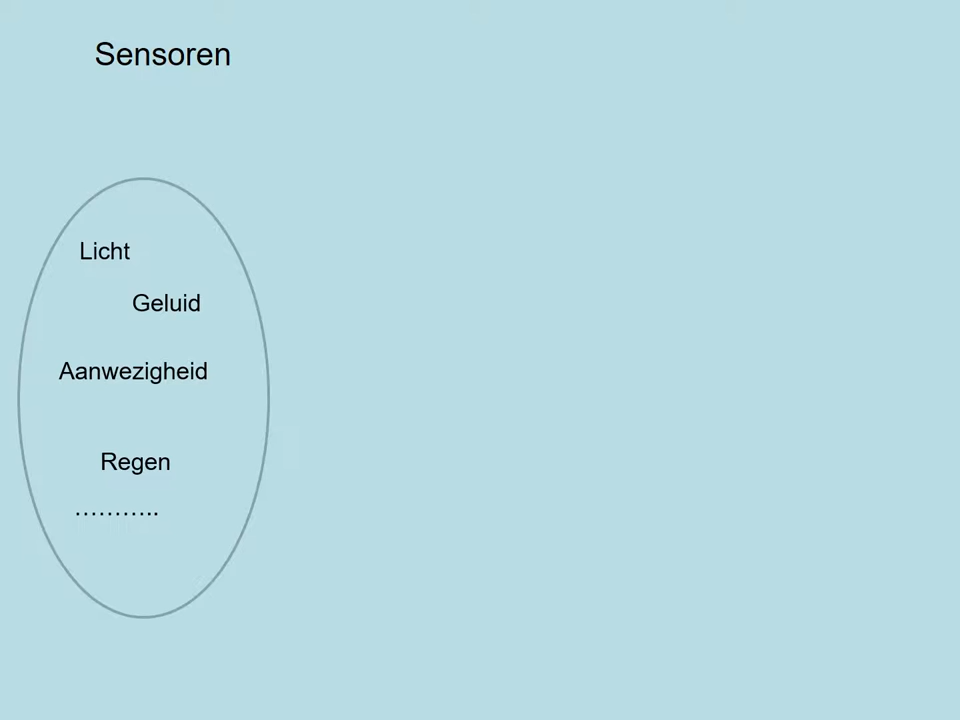 Sensoren
Licht
Geluid
Aanwezigheid
Regen
………..